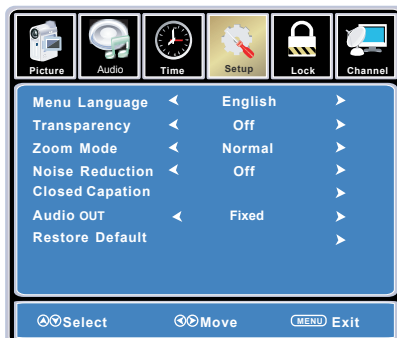 Picture Audio Time Setup Lock Channel
Menu Language English
Transparency Off
Zoom Mode Normal
Noise Reduction Off
Closed Capation
Audio OUT Fixed
Restore Default
Select Move MENU Exit